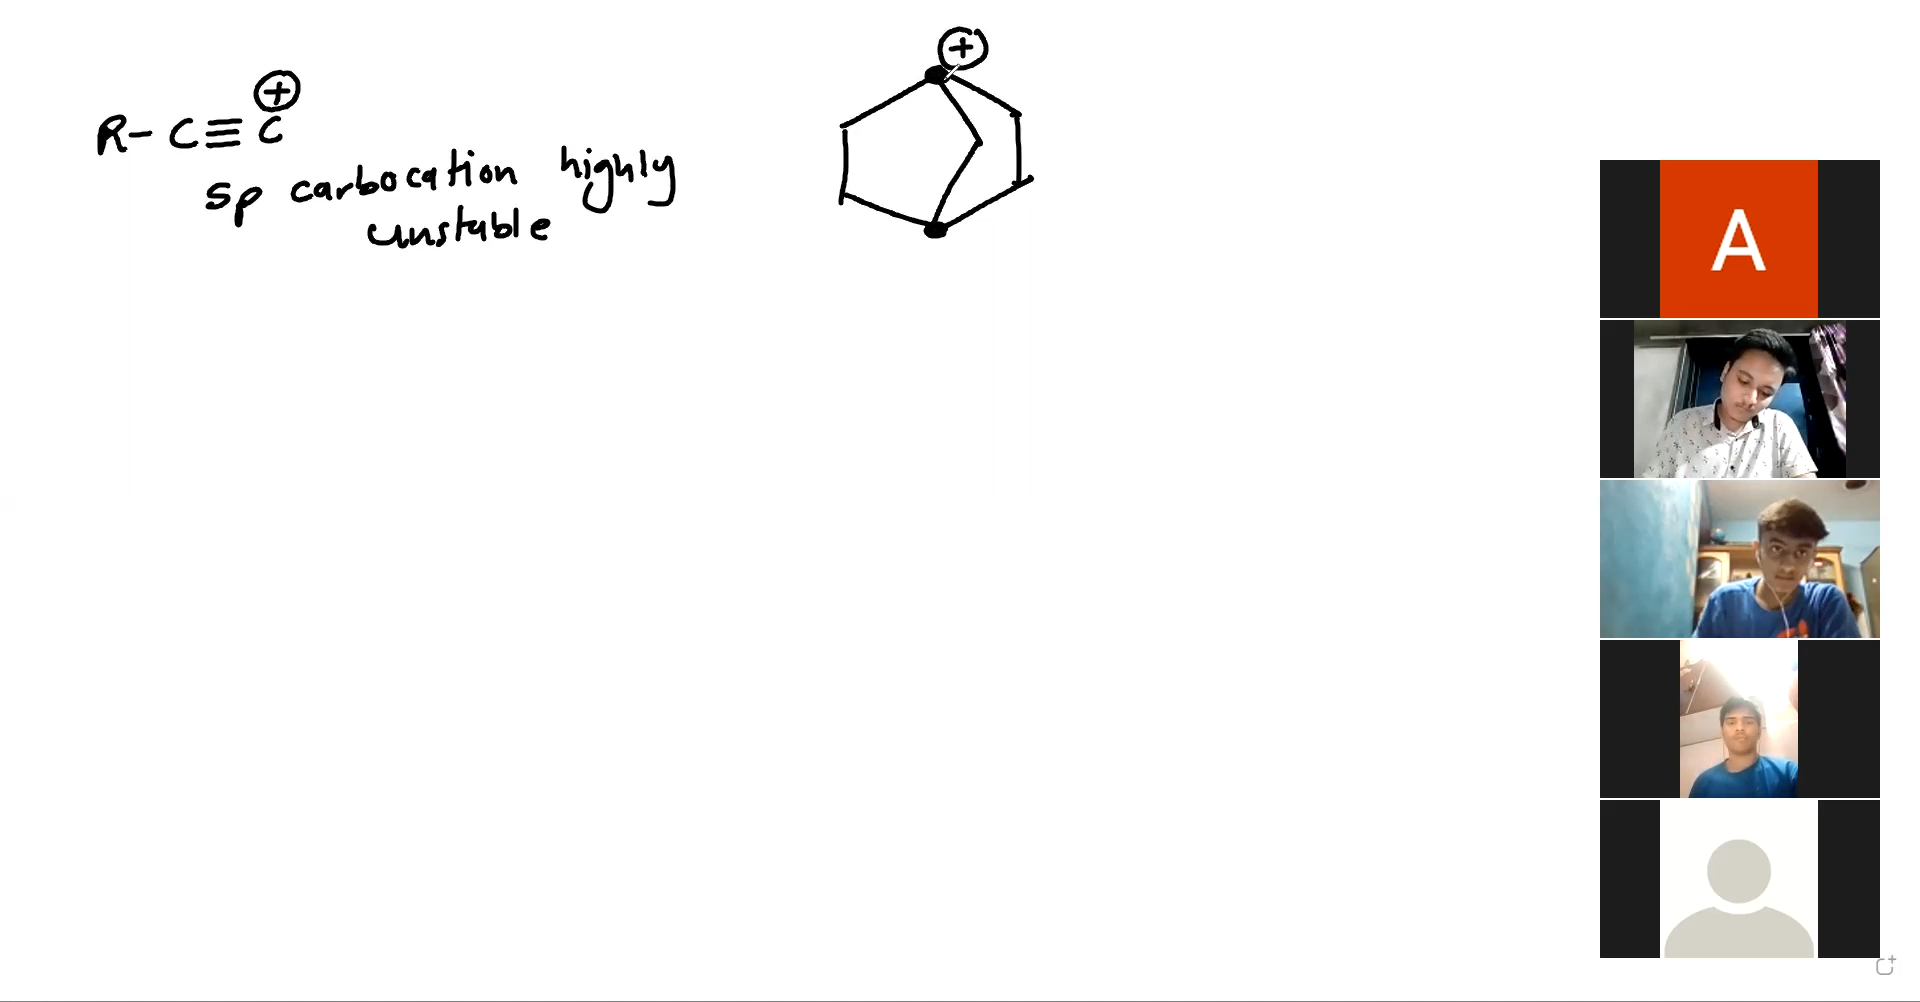 R-C≡C
⊕
sp carbocation highly
unstable
⊕
A